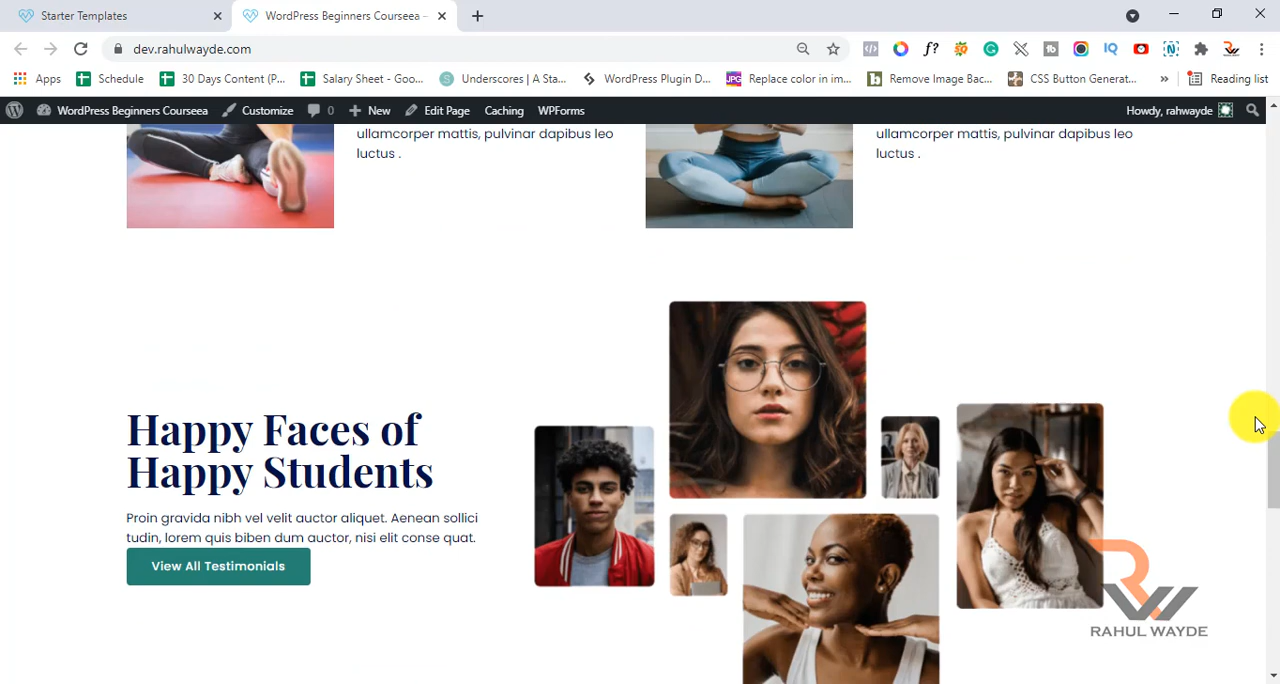 Starter Templates
WordPress Beginners Courseea –
dev.rahulwayde.com
Apps
Schedule
30 Days Content (P...
Salary Sheet - Goo...
Underscores | A Sta...
WordPress Plugin D...
Replace color in im...
Remove Image Bac...
CSS Button Generat...
»
Reading list
WordPress Beginners Courseea
Customize
0
New
Edit Page
Caching
WPForms
Howdy, rahwayde
ullamcorper mattis, pulvinar dapibus leo
luctus .
ullamcorper mattis, pulvinar dapibus leo
luctus .
Happy Faces of
Happy Students
Proin gravida nibh vel velit auctor aliquet. Aenean sollici
tudin, lorem quis biben dum auctor, nisi elit conse quat.
View All Testimonials
RAHUL WAYDE